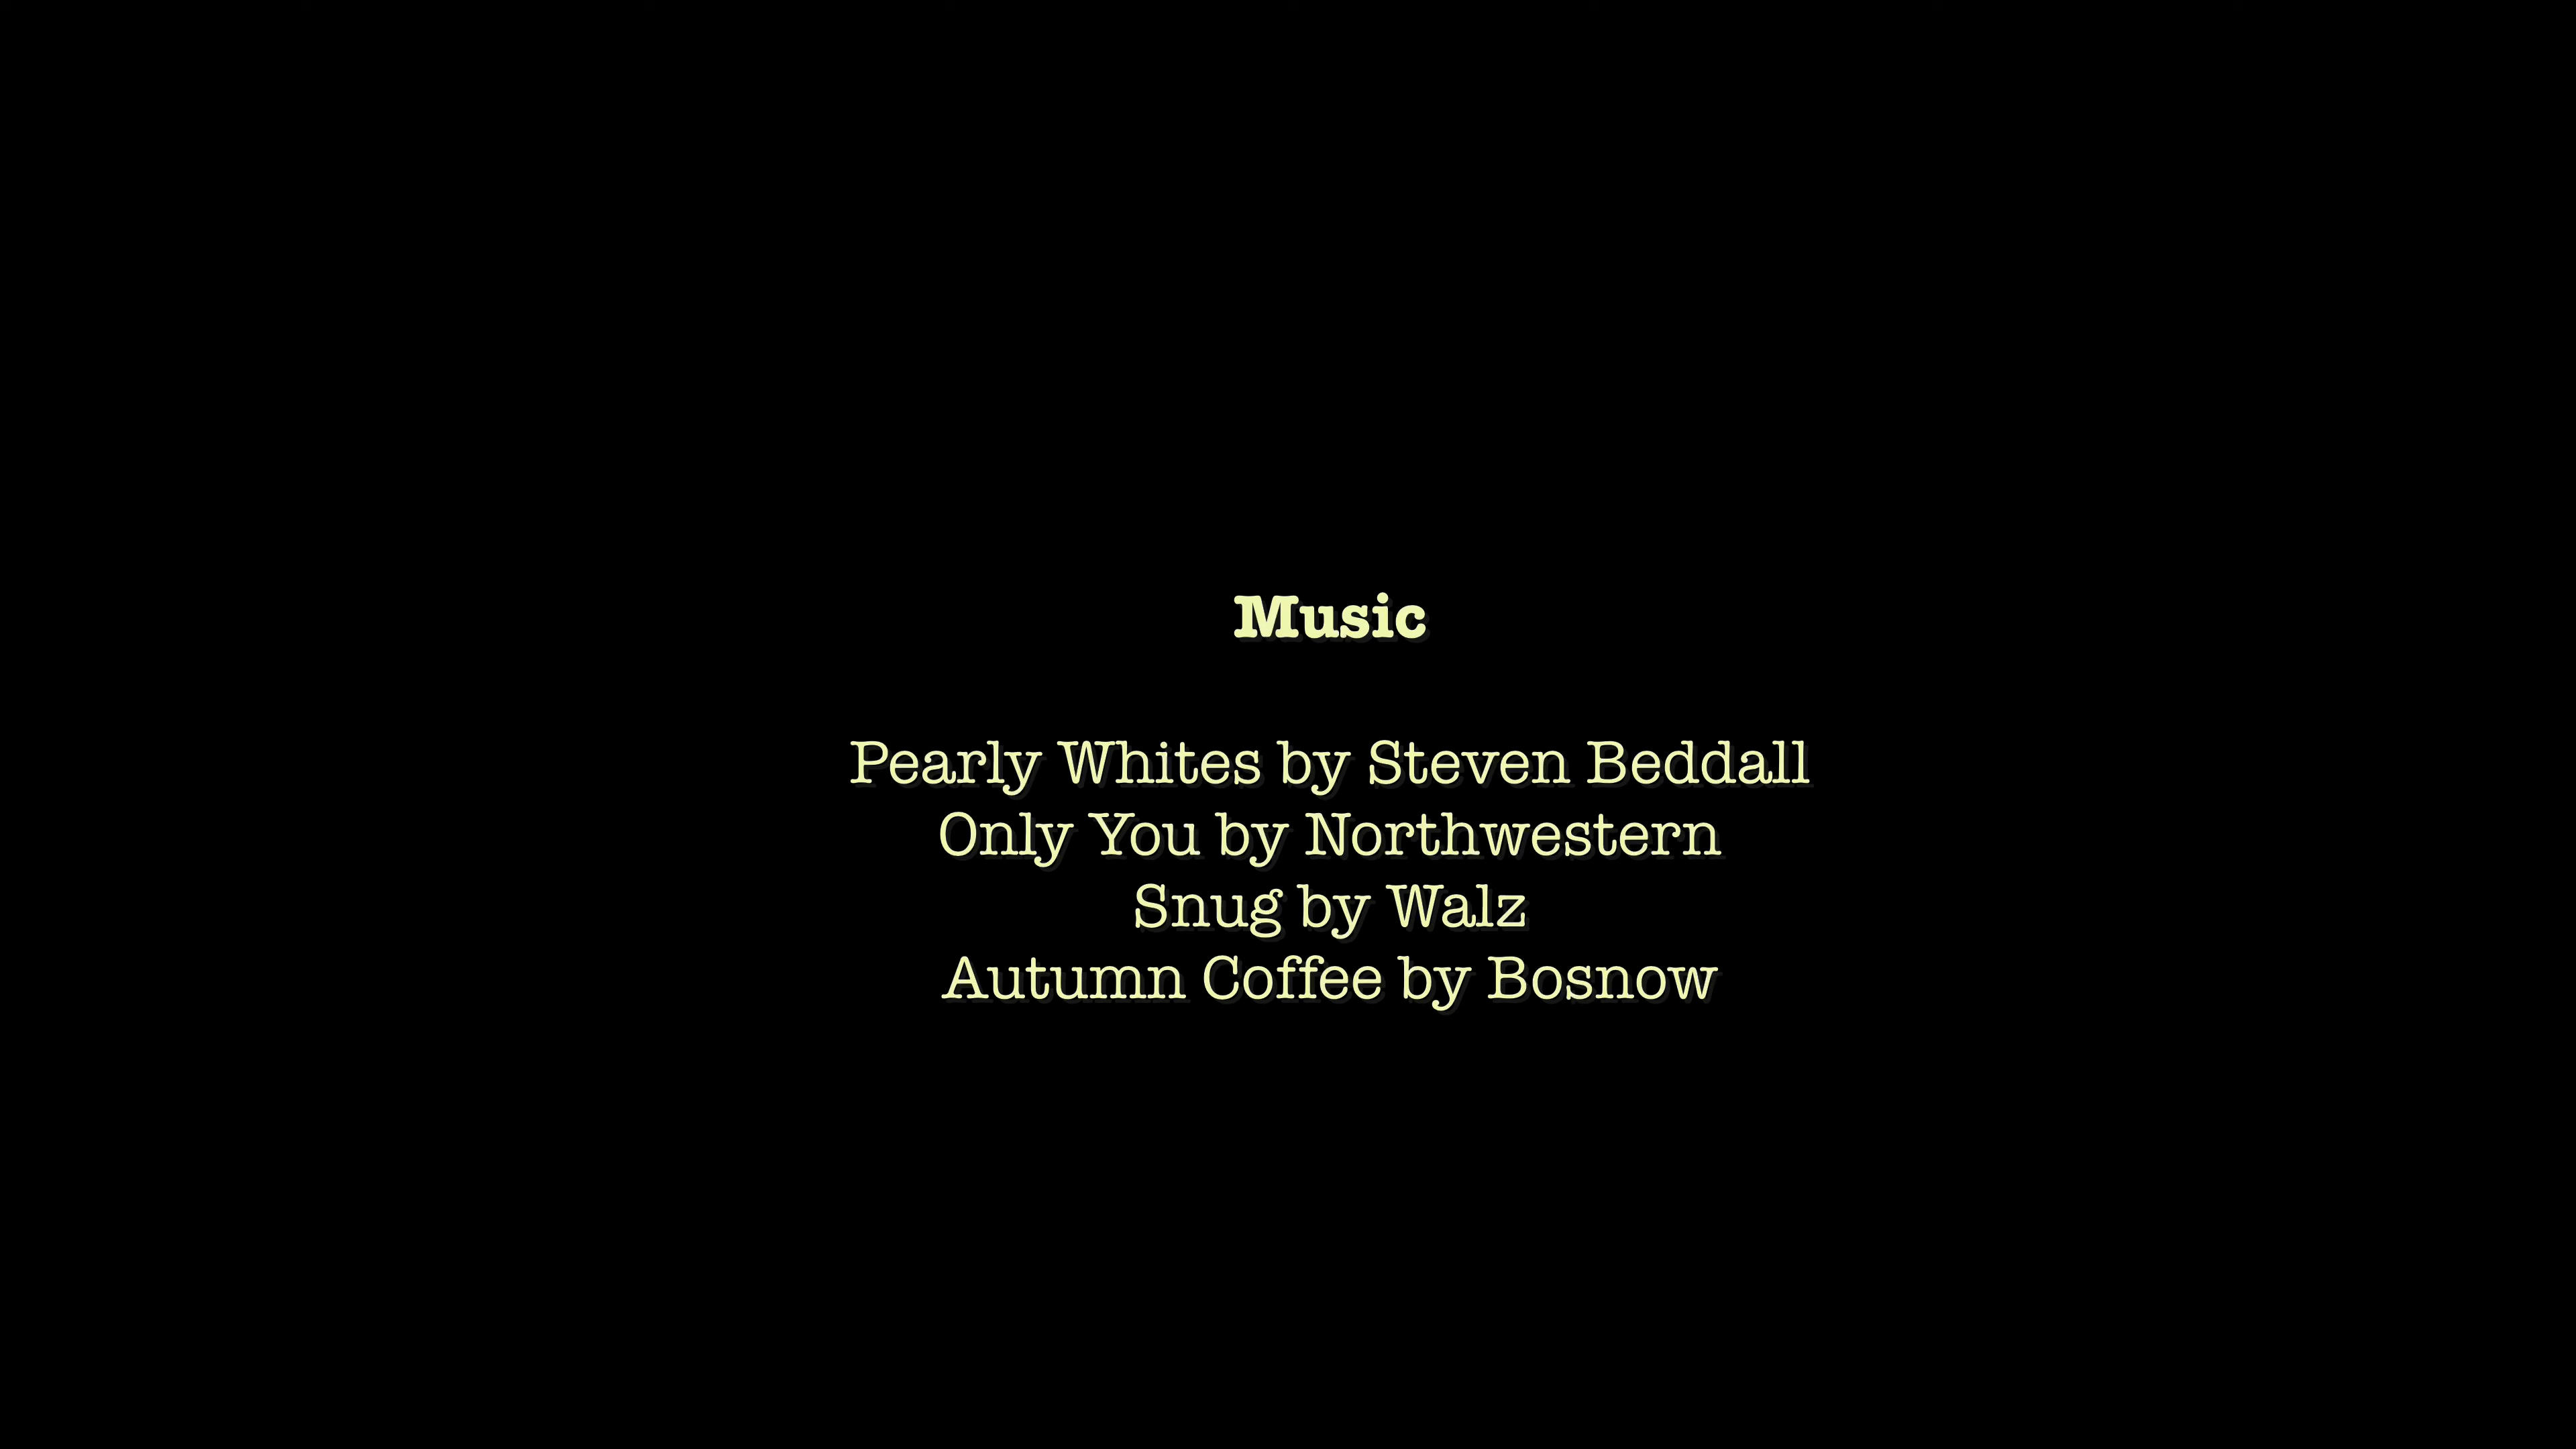 Music
Pearly Whites by Steven Beddall
Only You by Northwestern
Snug by Walz
Autumn Coffee by Bosnow